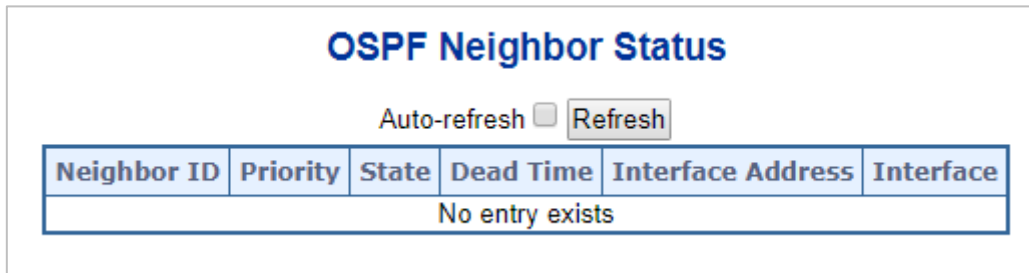 OSPF Neighbor Status
Auto-refresh Refresh
Neighbor ID Priority State Dead Time Interface Address Interface
No entry exists